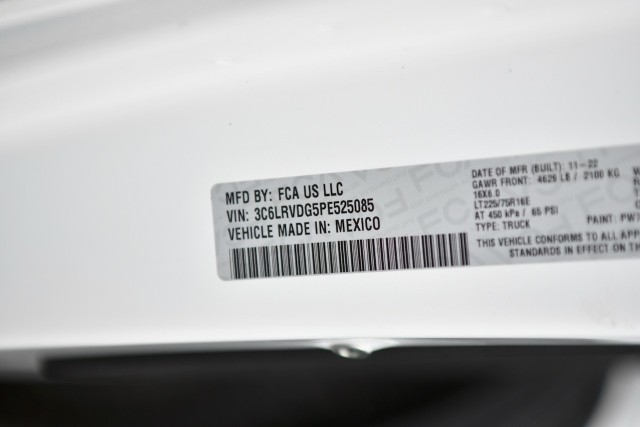 MFD BY: FCA US LLC
VIN: 3C6LRVDG5PE525085
VEHICLE MADE IN: MEXICO
DATE OF MFR (BUILT): 11-22
GAWR FRONT: 4629 LB / 2100 KG
16X6.0
LT225/75R16E
AT 450 kPa / 65 PSI
TYPE: TRUCK
PAINT: PW7
THIS VEHICLE CONFORMS TO ALL APP
STANDARDS IN EFFECT ON